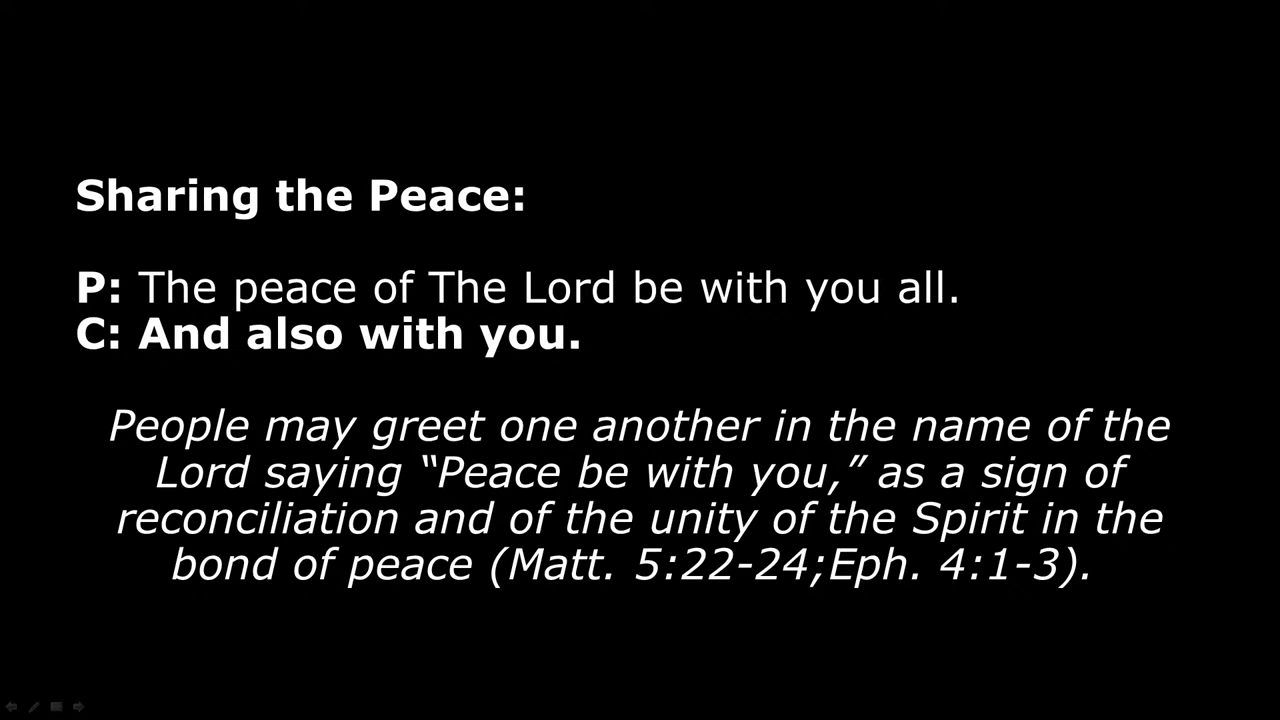 Sharing the Peace:
P: The peace of The Lord be with you all.
C: And also with you.
People may greet one another in the name of the
Lord saying “Peace be with you,” as a sign of
reconciliation and of the unity of the Spirit in the
bond of peace (Matt. 5:22-24;Eph. 4:1-3).